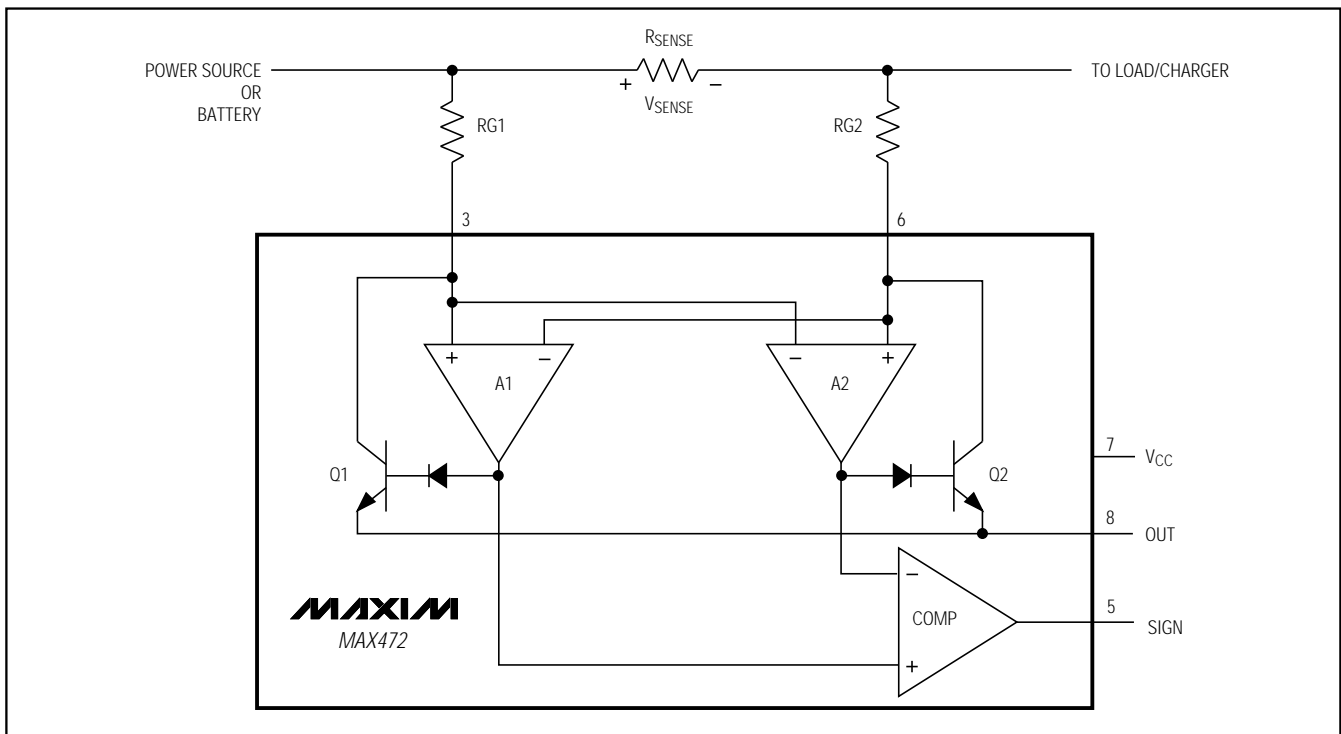 RSENSE
POWER SOURCE
OR
BATTERY
+
VSENSE
−
TO LOAD/CHARGER
RG1
RG2
3
6
+
−
A1
−
+
A2
Q1
Q2
7
VCC
8
OUT
−
COMP
+
5
SIGN
MAXIM
MAX472